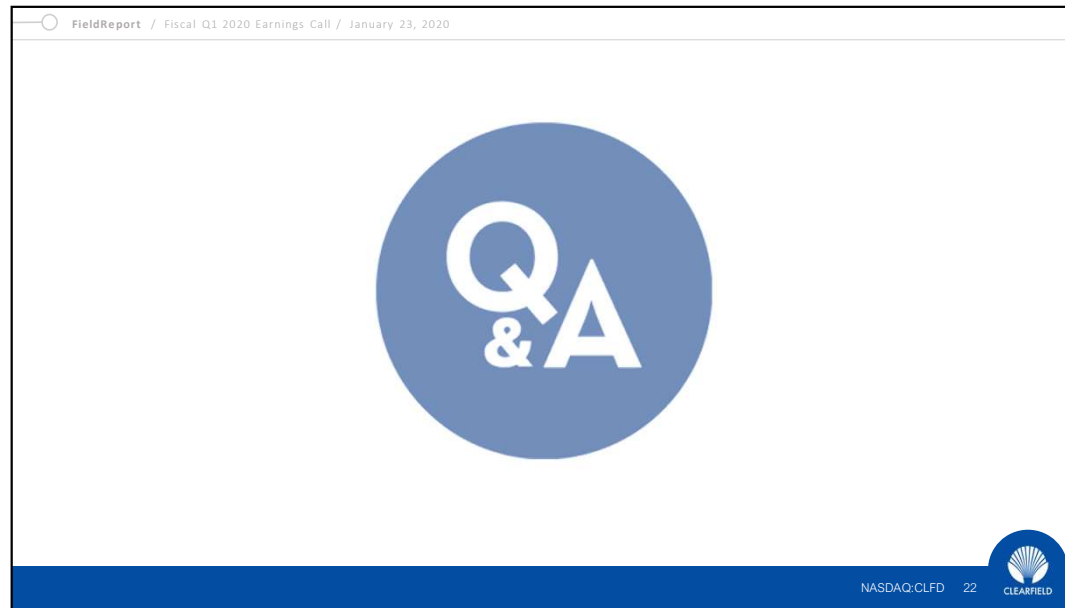 FieldReport / Fiscal Q1 2020 Earnings Call / January 23, 2020
Q&A
NASDAQ:CLFD 22
CLEARFIELD